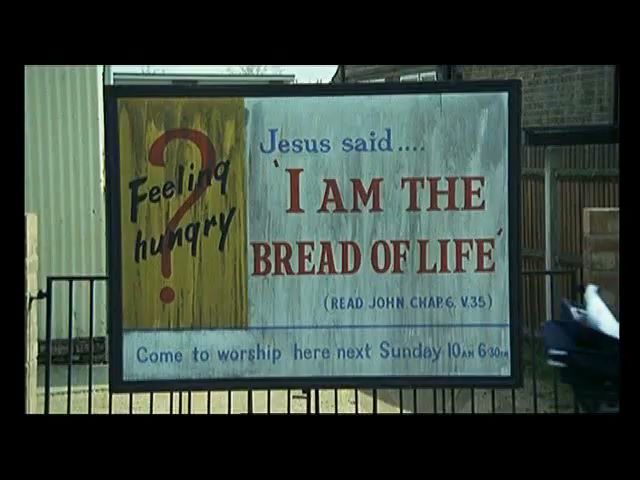 Feeling
hungry
?
Jesus said....
'I AM THE
BREAD OF LIFE'
(READ JOHN CHAP.6. V.35)
Come to worship here next Sunday 10AM 6·30PM